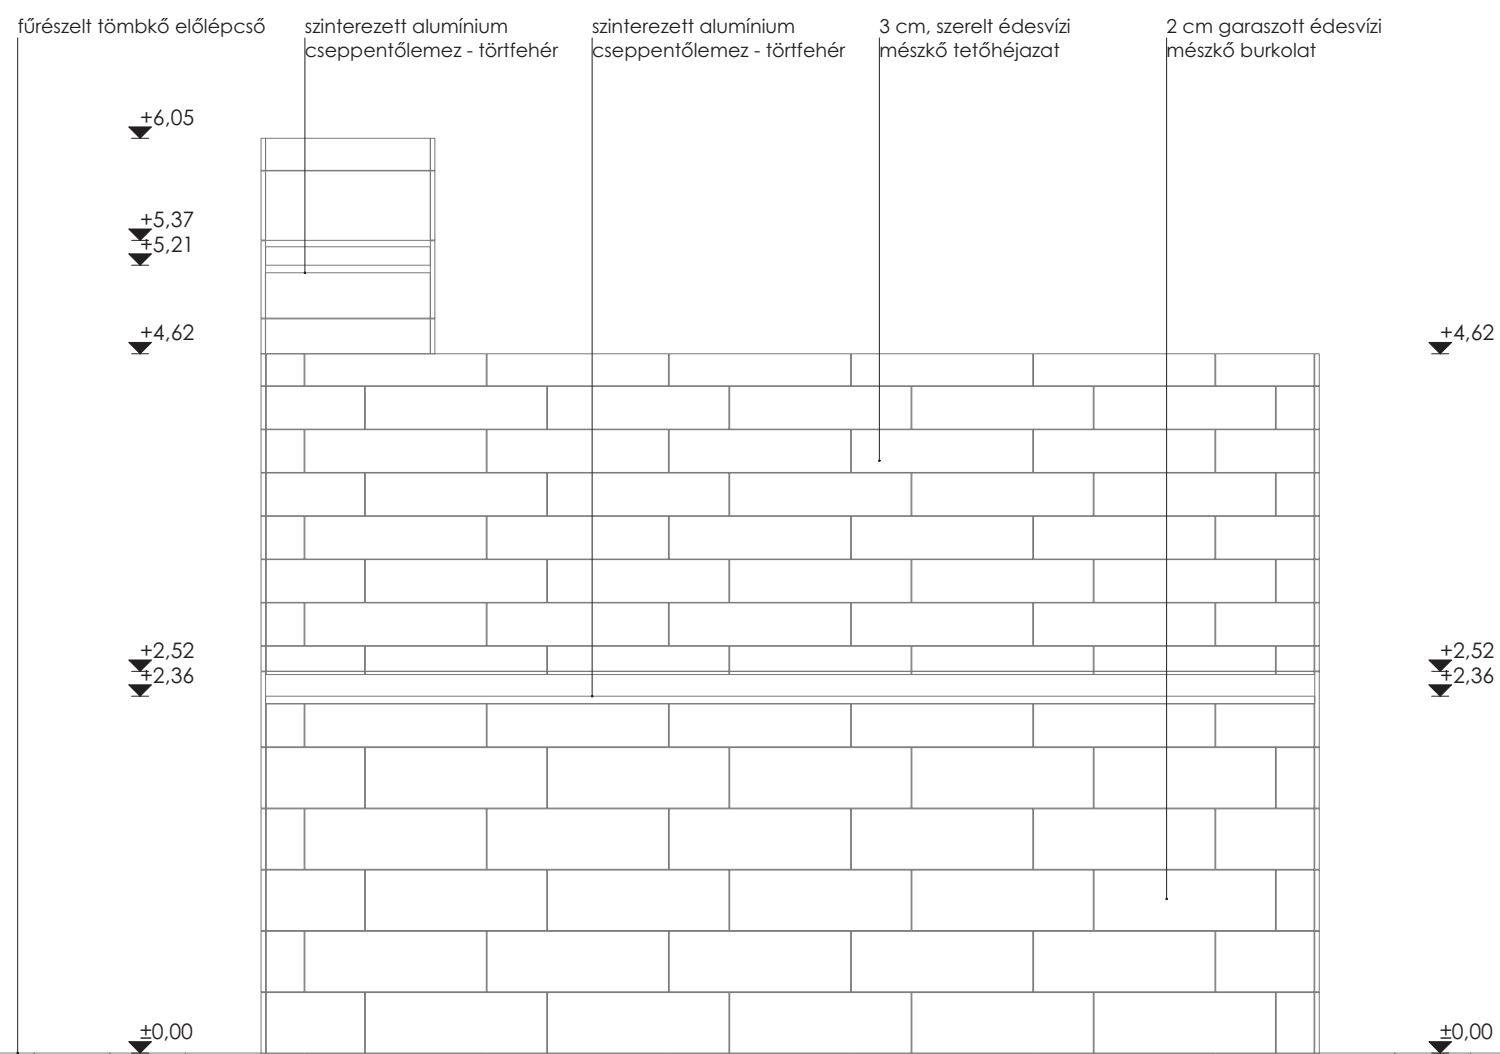 fűrészelt tömbkő előlépcső
szinterezett alumínium
cseppentőlemez - törtfehér
szinterezett alumínium
cseppentőlemez - törtfehér
3 cm, szerelt édesvízi
mészkő tetőhéjazat
2 cm garaszott édesvízi
mészkő burkolat
+6,05
+5,37
+5,21
+4,62
+4,62
+2,52
+2,36
+2,52
+2,36
±0,00
±0,00